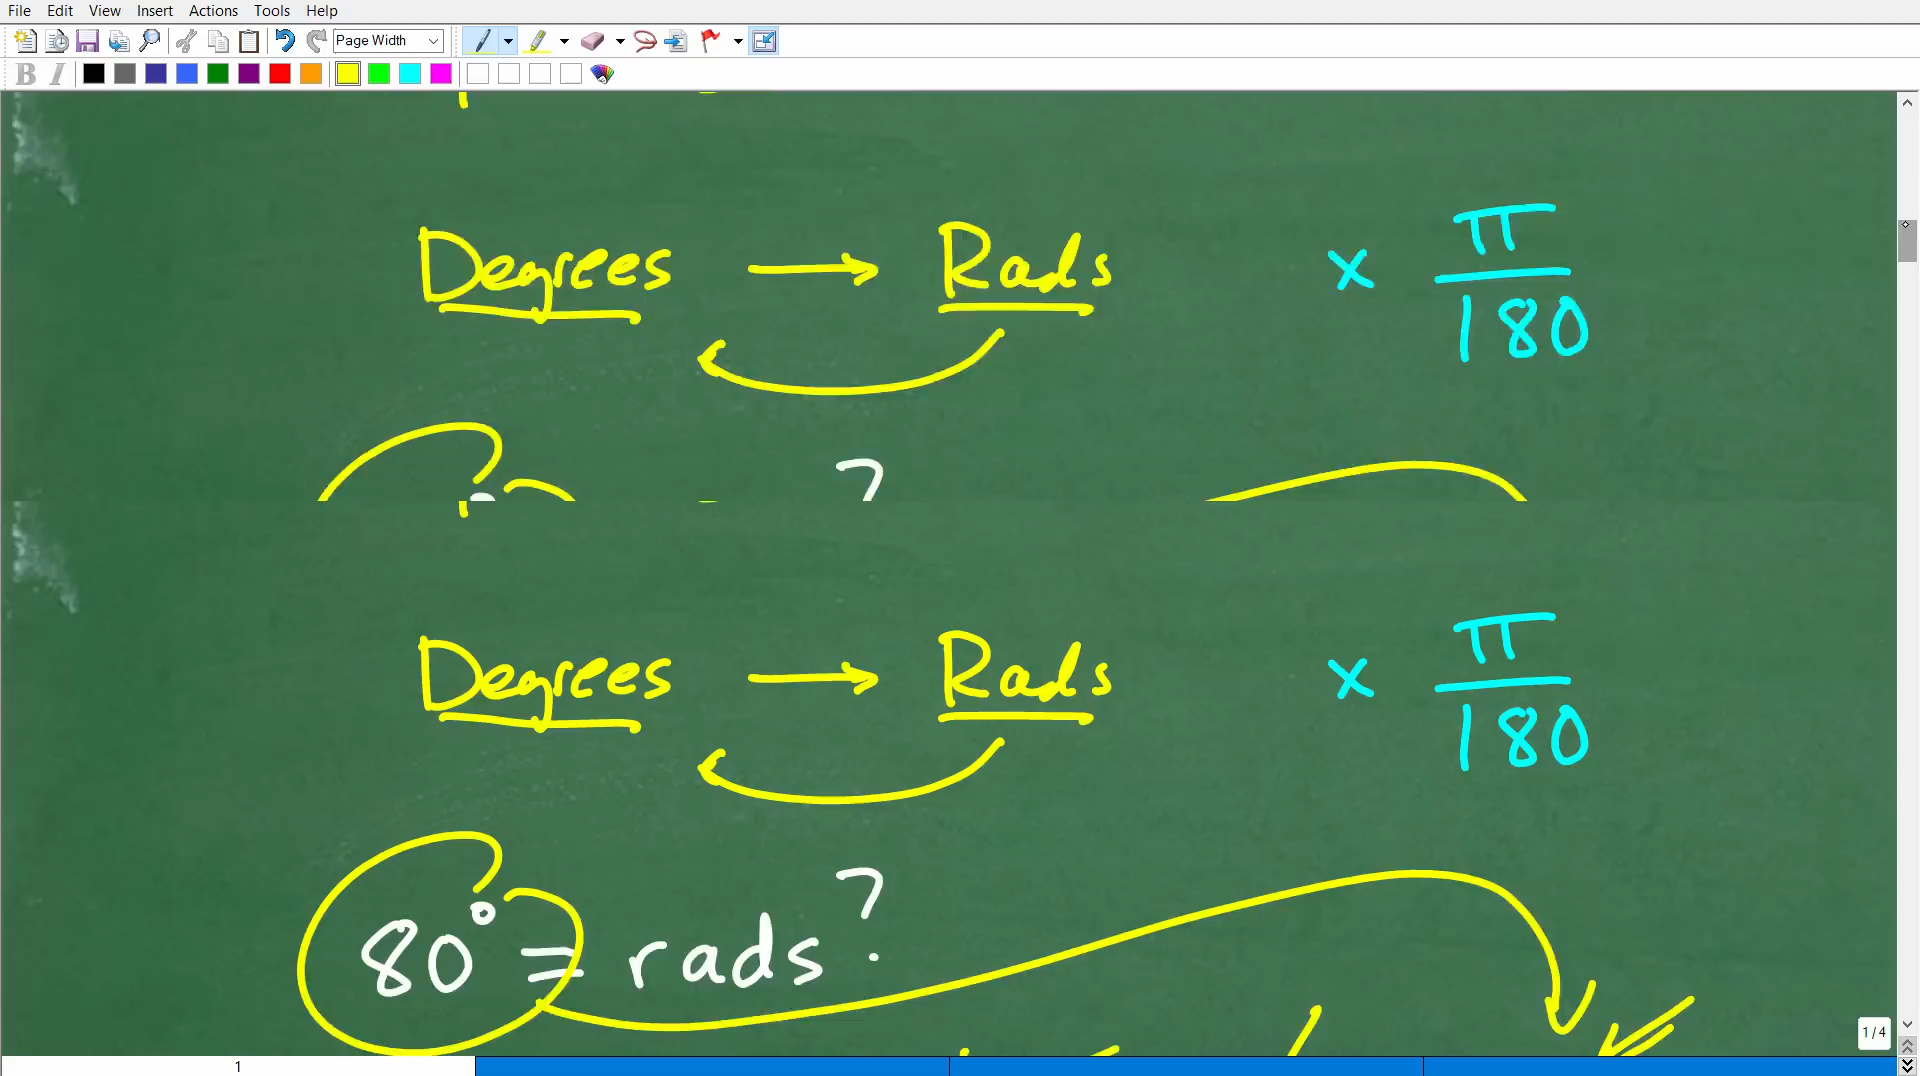 File Edit View Insert Actions Tools Help
Page Width
B I
Degrees → Rads × π/180
?
Degrees → Rads × π/180
80° = rads?
1 / 4
1